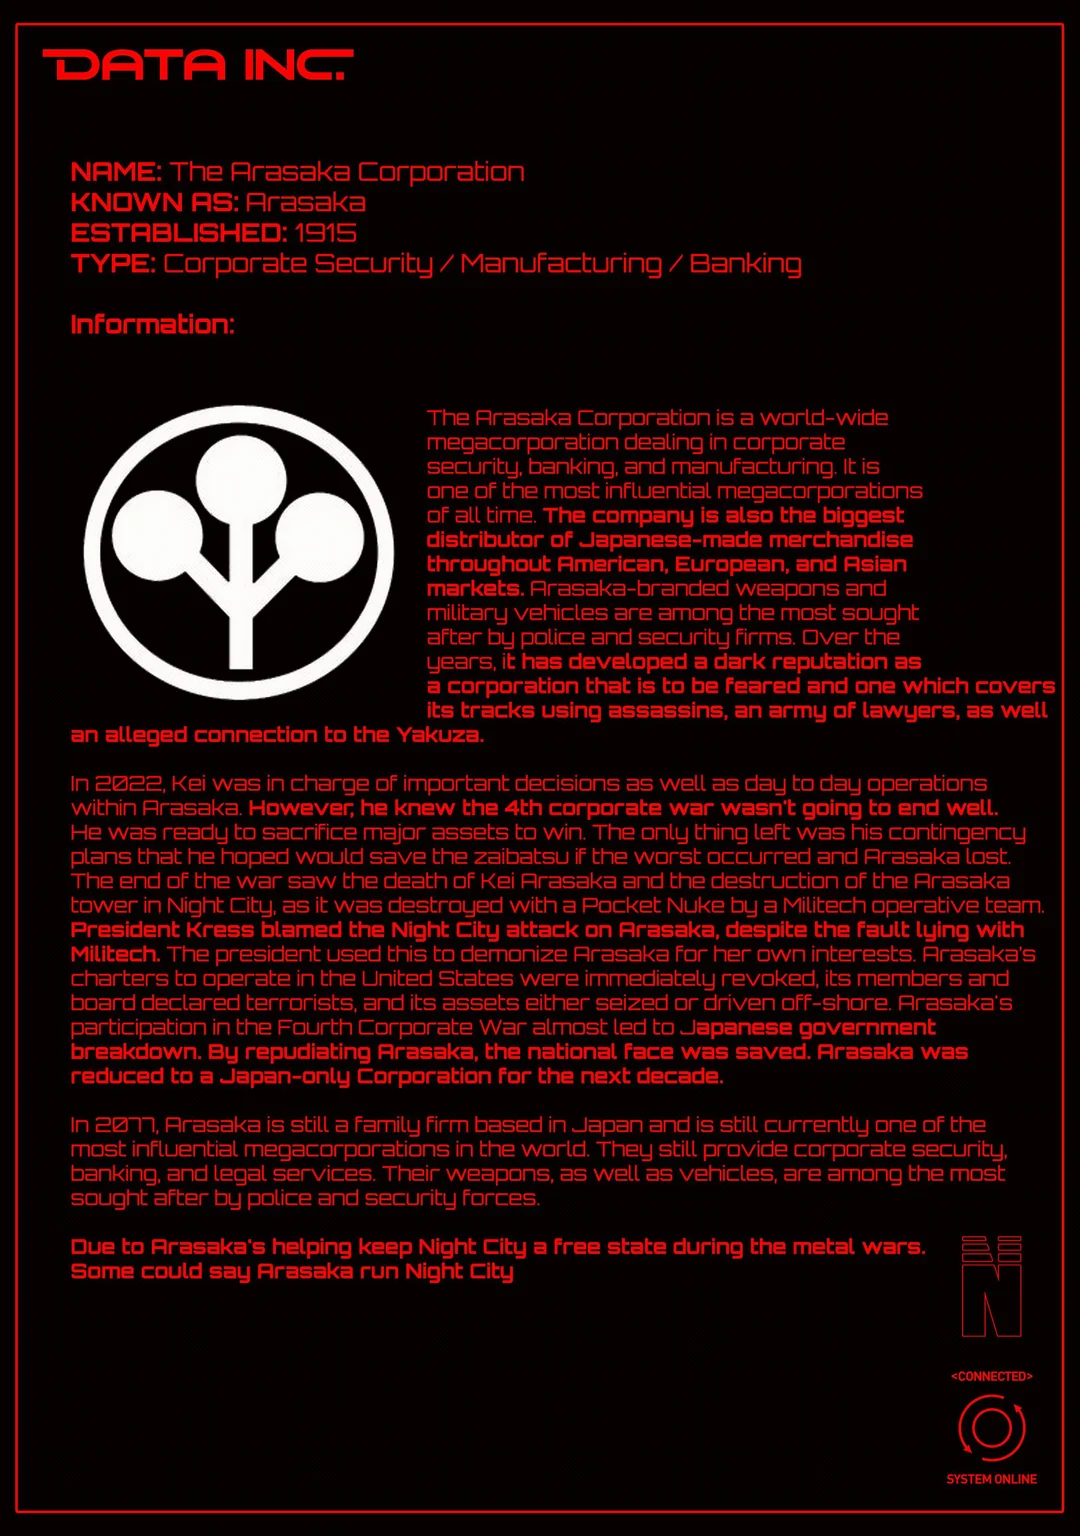 DATA INC.
NAME: The Arasaka Corporation
KNOWN AS: Arasaka
ESTABLISHED: 1915
TYPE: Corporate Security / Manufacturing / Banking
Information:
The Arasaka Corporation is a world-wide
megacorporation dealing in corporate
security, banking, and manufacturing. It is
one of the most influential megacorporations
of all time. The company is also the biggest
distributor of Japanese-made merchandise
throughout American, European, and Asian
markets. Arasaka-branded weapons and
military vehicles are among the most sought
after by police and security firms. Over the
years, it has developed a dark reputation as
a corporation that is to be feared and one which covers
its tracks using assassins, an army of lawyers, as well
an alleged connection to the Yakuza.
In 2022, Kei was in charge of important decisions as well as day to day operations
within Arasaka. However, he knew the 4th corporate war wasn't going to end well.
He was ready to sacrifice major assets to win. The only thing left was his contingency
plans that he hoped would save the zaibatsu if the worst occurred and Arasaka lost.
The end of the war saw the death of Kei Arasaka and the destruction of the Arasaka
tower in Night City, as it was destroyed with a Pocket Nuke by a Militech operative team.
President Kress blamed the Night City attack on Arasaka, despite the fault lying with
Militech. The president used this to demonize Arasaka for her own interests. Arasaka's
charters to operate in the United States were immediately revoked, its members and
board declared terrorists, and its assets either seized or driven off-shore. Arasaka's
participation in the Fourth Corporate War almost led to Japanese government
breakdown. By repudiating Arasaka, the national face was saved. Arasaka was
reduced to a Japan-only Corporation for the next decade.
In 2077, Arasaka is still a family firm based in Japan and is still currently one of the
most influential megacorporations in the world. They still provide corporate security,
banking, and legal services. Their weapons, as well as vehicles, are among the most
sought after by police and security forces.
Due to Arasaka's helping keep Night City a free state during the metal wars.
Some could say Arasaka run Night City
N
<CONNECTED>
SYSTEM ONLINE